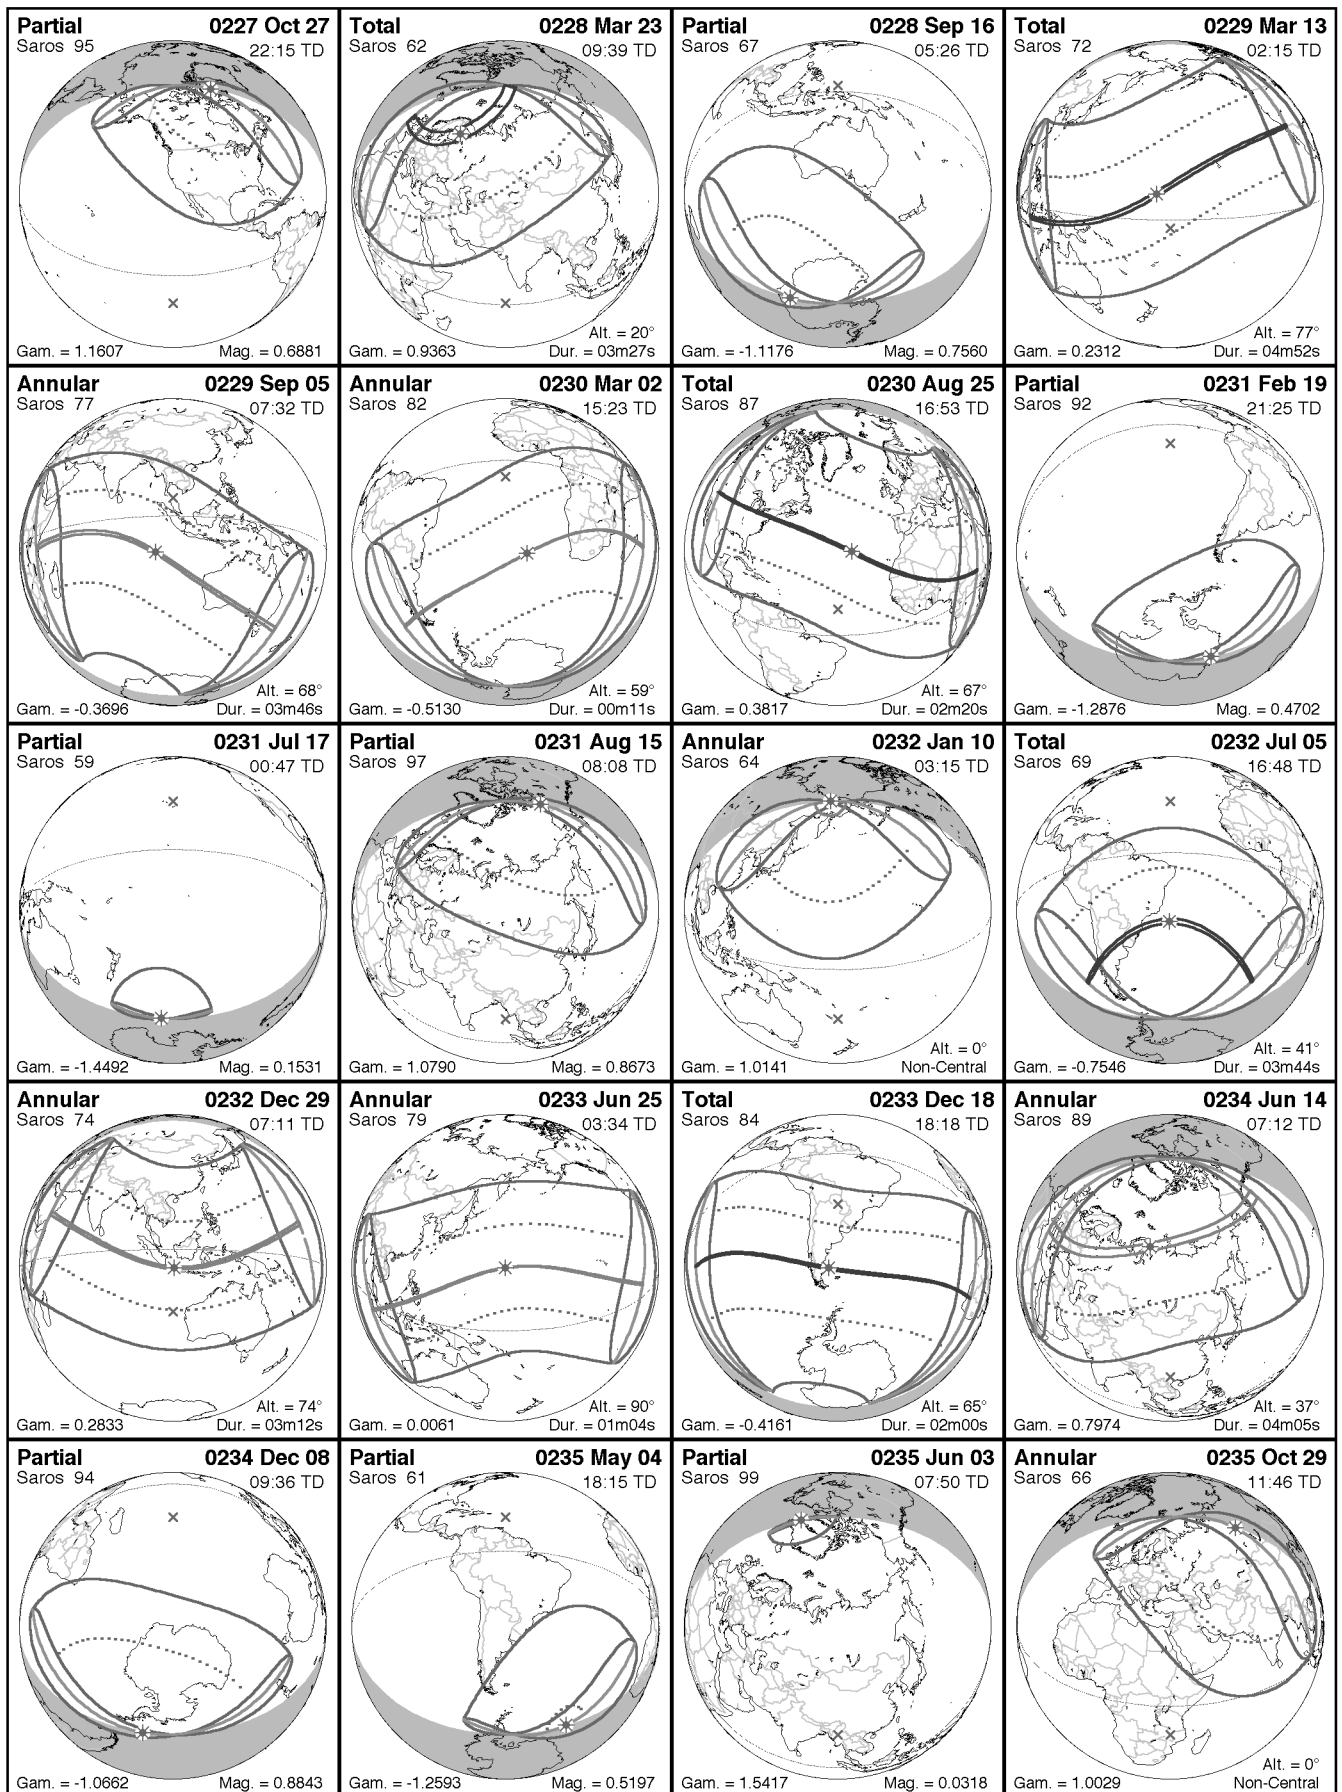 Partial 0227 Oct 27
Saros 95 22:15 TD
Gam. = 1.1607 Mag. = 0.6881
Total 0228 Mar 23
Saros 62 09:39 TD
Alt. = 20°
Gam. = 0.9363 Dur. = 03m27s
Partial 0228 Sep 16
Saros 67 05:26 TD
Gam. = -1.1176 Mag. = 0.7560
Total 0229 Mar 13
Saros 72 02:15 TD
Alt. = 77°
Gam. = 0.2312 Dur. = 04m52s
Annular 0229 Sep 05
Saros 77 07:32 TD
Alt. = 68°
Gam. = -0.3696 Dur. = 03m46s
Annular 0230 Mar 02
Saros 82 15:23 TD
Alt. = 59°
Gam. = -0.5130 Dur. = 00m11s
Total 0230 Aug 25
Saros 87 16:53 TD
Alt. = 67°
Gam. = 0.3817 Dur. = 02m20s
Partial 0231 Feb 19
Saros 92 21:25 TD
Gam. = -1.2876 Mag. = 0.4702
Partial 0231 Jul 17
Saros 59 00:47 TD
Gam. = -1.4492 Mag. = 0.1531
Partial 0231 Aug 15
Saros 97 08:08 TD
Gam. = 1.0790 Mag. = 0.8673
Annular 0232 Jan 10
Saros 64 03:15 TD
Alt. = 0°
Gam. = 1.0141 Non-Central
Total 0232 Jul 05
Saros 69 16:48 TD
Alt. = 41°
Gam. = -0.7546 Dur. = 03m44s
Annular 0232 Dec 29
Saros 74 07:11 TD
Alt. = 74°
Gam. = 0.2833 Dur. = 03m12s
Annular 0233 Jun 25
Saros 79 03:34 TD
Alt. = 90°
Gam. = 0.0061 Dur. = 01m04s
Total 0233 Dec 18
Saros 84 18:18 TD
Alt. = 65°
Gam. = -0.4161 Dur. = 02m00s
Annular 0234 Jun 14
Saros 89 07:12 TD
Alt. = 37°
Gam. = 0.7974 Dur. = 04m05s
Partial 0234 Dec 08
Saros 94 09:36 TD
Gam. = -1.0662 Mag. = 0.8843
Partial 0235 May 04
Saros 61 18:15 TD
Gam. = -1.2593 Mag. = 0.5197
Partial 0235 Jun 03
Saros 99 07:50 TD
Gam. = 1.5417 Mag. = 0.0318
Annular 0235 Oct 29
Saros 66 11:46 TD
Alt. = 0°
Gam. = 1.0029 Non-Central